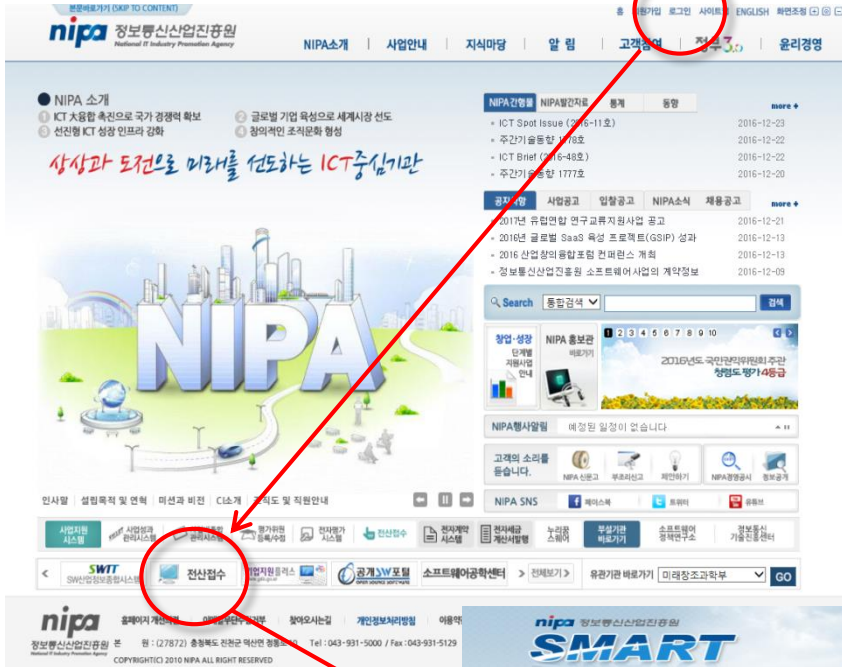 본문바로가기 (SKIP TO CONTENT)
홈 회원가입 로그인 사이트맵 ENGLISH 화면조정
nipa 정보통신산업진흥원
National IT Industry Promotion Agency
NIPA소개 사업안내 지식마당 알 림 고객참여 정부3.0 윤리경영
NIPA 소개
1 ICT 대융합 촉진으로 국가 경쟁력 확보 2 글로벌 기업 육성으로 세계시장 선도
3 선진형 ICT 성장 인프라 강화 4 창의적인 조직문화 형성
상상과 도전으로 미래를 선도하는 ICT중심기관
NIPA
NIPA간행물 NIPA발간자료 통계 동향 more +
ICT Spot Issue (2016-11호) 2016-12-23
주간기술동향 1778호 2016-12-22
ICT Brief (2016-48호) 2016-12-22
주간기술동향 1777호 2016-12-20
공지사항 사업공고 입찰공고 NIPA소식 채용공고 more +
2017년 유럽연합 연구교류지원사업 공고 2016-12-21
2016년 글로벌 SaaS 육성 프로젝트(GSIP) 성과 2016-12-13
2016 산업창의융합포럼 컨퍼런스 개최 2016-12-13
정보통신산업진흥원 소프트웨어사업의 계약정보 2016-12-09
Search 통합검색 검색
창업·성장
단계별
지원사업
안내
NIPA 홍보관
바로가기
1 2 3 4 5 6 7 8 9 10
2016년도 국민권익위원회 주관
청렴도 평가 4등급
NIPA행사알림 예정된 일정이 없습니다
고객의 소리를
듣습니다.
NIPA 신문고 부조리신고 제안하기 NIPA경영공시 정보공개
NIPA SNS 페이스북 트위터 유튜브
인사말 설립목적 및 연혁 미션과 비전 CI소개 조직도 및 직원안내
사업지원
시스템
사업성과
관리시스템
관리시스템
평가위원
등록/수정
전자평가
시스템
전산접수
전자계약
시스템
전자세금
계산서발행
누리꿈
스퀘어
부설기관
바로가기
소프트웨어
정책연구소
정보통신
기술진흥센터
SWIT
SW산업정보종합시스템
전산접수
기업지원플러스
공개SW포털
OPEN SOURCE SOFTWARE
소프트웨어공학센터 전체보기 > 유관기관 바로가기 미래창조과학부 GO
nipa
정보통신산업진흥원
National IT Industry Promotion Agency
찾아오시는길 개인정보처리방침
본 원 : (27872) 충청북도 진천군 덕산면 정통로 10 Tel : 043-931-5000 / Fax : 043-931-5129
COPYRIGHT(C) 2010 NIPA ALL RIGHT RESERVED
nipa 정보통신산업진흥원
SMART